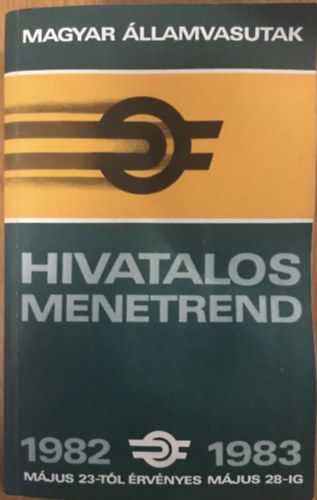 MAGYAR ÁLLAMVASUTAK
HIVATALOS
MENETREND
1982 1983
MÁJUS 23-TÓL ÉRVÉNYES MÁJUS 28-IG